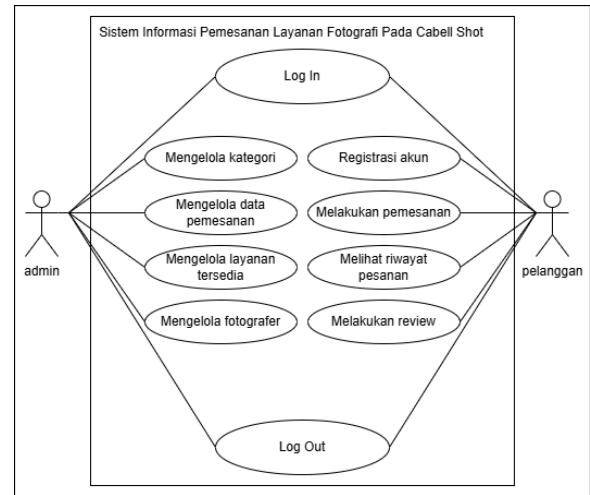 Sistem Informasi Pemesanan Layanan Fotografi Pada Cabell Shot
Log In
Mengelola kategori
Registrasi akun
Mengelola data
pemesanan
Melakukan pemesanan
Mengelola layanan
tersedia
Melihat riwayat
pesanan
admin
pelanggan
Mengelola fotografer
Melakukan review
Log Out